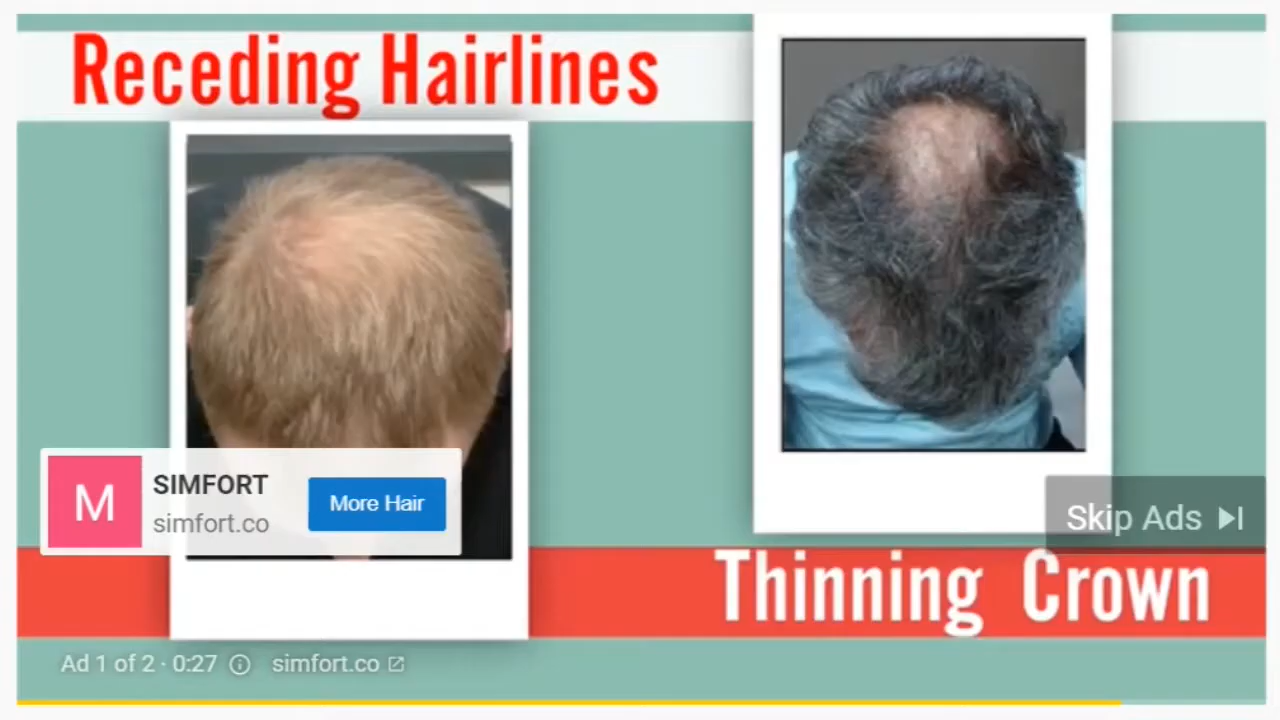 Receding Hairlines
M
SIMFORT
simfort.co
More Hair
Skip Ads
Thinning Crown
Ad 1 of 2 · 0:27
simfort.co